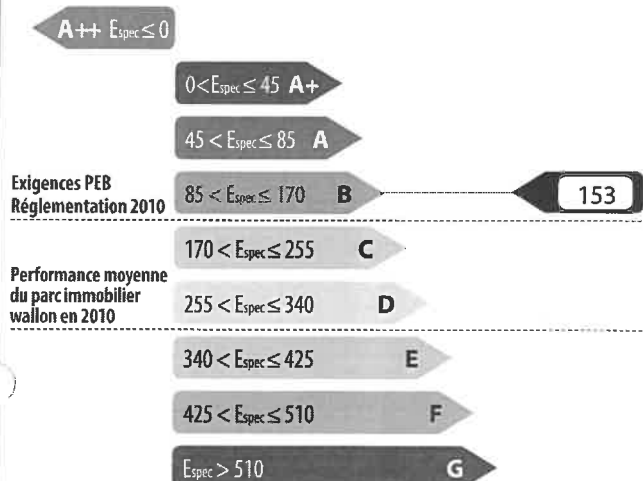 A++ Espec ≤ 0
0 < Espec ≤ 45 A+
45 < Espec ≤ 85 A
Exigences PEB
Réglementation 2010
85 < Espec ≤ 170 B
153
170 < Espec ≤ 255 C
Performance moyenne
du parc immobilier
wallon en 2010
255 < Espec ≤ 340 D
340 < Espec ≤ 425 E
425 < Espec ≤ 510 F
Espec > 510 G